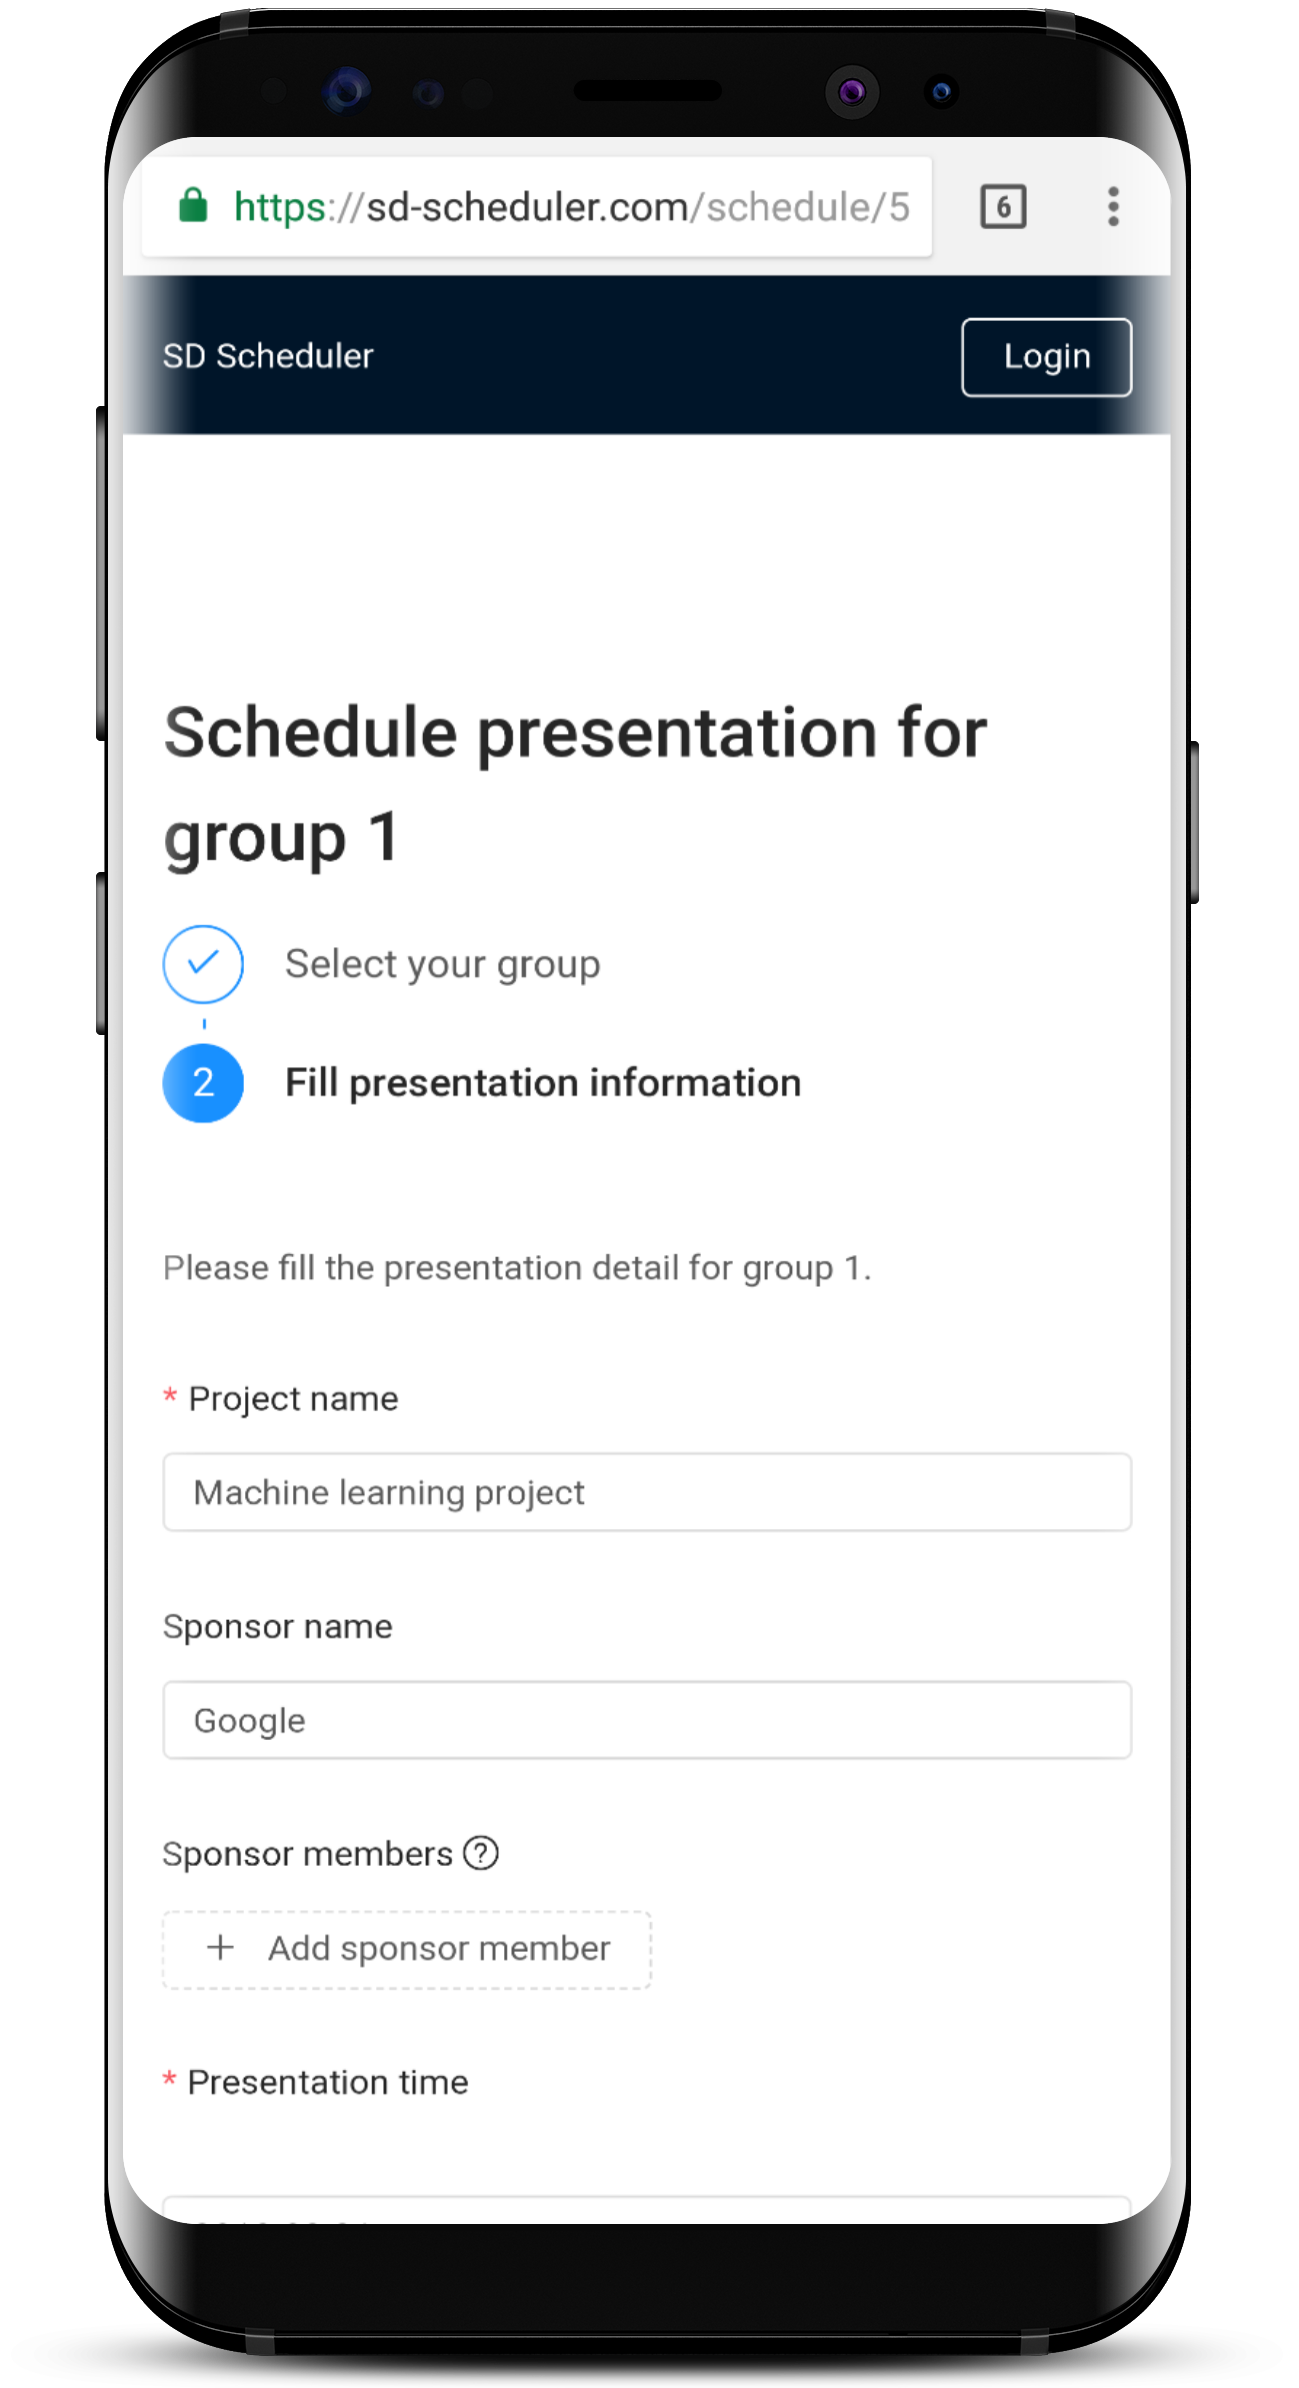 https://sd-scheduler.com/schedule/5
6
SD Scheduler
Login
Schedule presentation for
group 1
Select your group
2
Fill presentation information
Please fill the presentation detail for group 1.
* Project name
Machine learning project
Sponsor name
Google
Sponsor members ?
+ Add sponsor member
* Presentation time